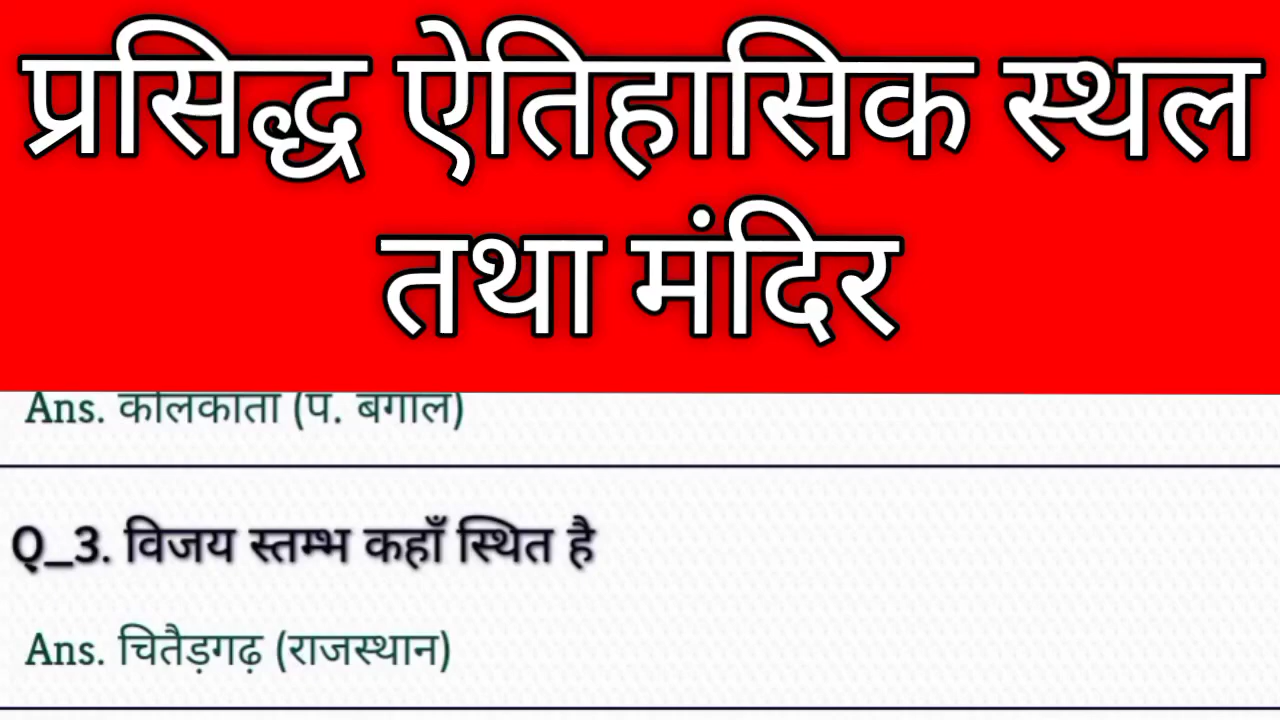 प्रसिद्ध ऐतिहासिक स्थल
तथा मंदिर
Ans. कोलकाता (प. बंगाल)
Q_3. विजय स्तम्भ कहाँ स्थित है
Ans. चितैड़गढ़ (राजस्थान)